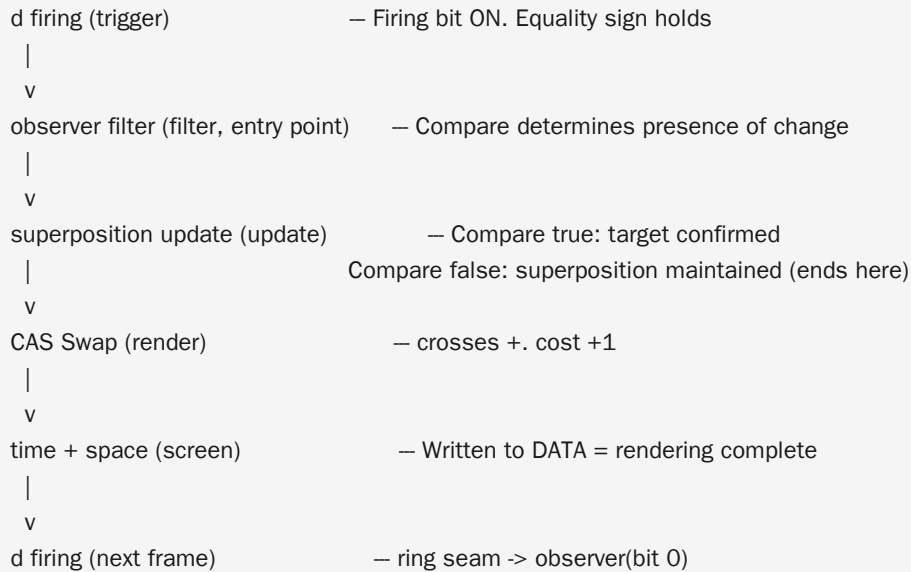 d firing (trigger) — Firing bit ON. Equality sign holds
|
v
observer filter (filter, entry point) — Compare determines presence of change
|
v
superposition update (update) — Compare true: target confirmed
| Compare false: superposition maintained (ends here)
v
CAS Swap (render) — crosses +. cost +1
|
v
time + space (screen) — Written to DATA = rendering complete
|
v
d firing (next frame) — ring seam -> observer(bit 0)